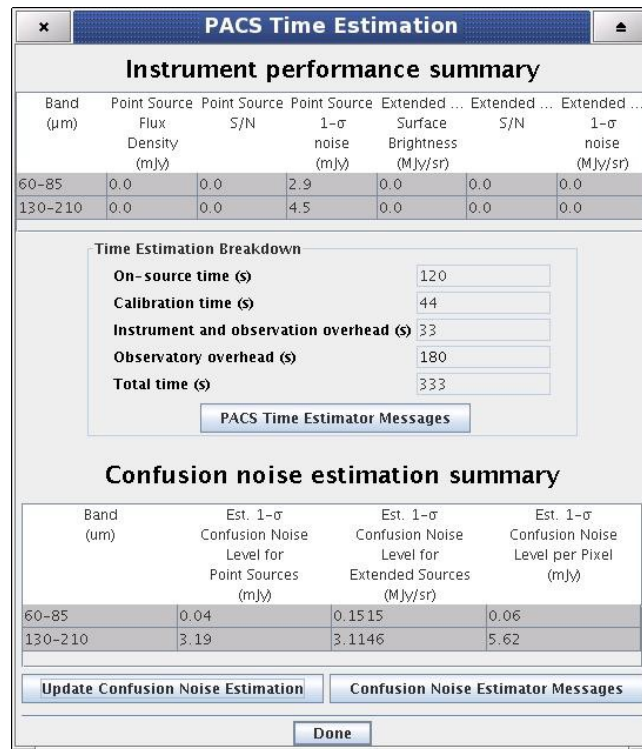 PACS Time Estimation
Instrument performance summary
Band Point Source Point Source Point Source Extended ... Extended ... Extended ...
(µm) Flux S/N 1-σ Surface S/N 1-σ
Density noise Brightness noise
(mJy) (mJy) (MJy/sr) (MJy/sr)
60-85 0.0 0.0 2.9 0.0 0.0 0.0
130-210 0.0 0.0 4.5 0.0 0.0 0.0
Time Estimation Breakdown
On-source time (s) 120
Calibration time (s) 44
Instrument and observation overhead (s) 33
Observatory overhead (s) 180
Total time (s) 333
PACS Time Estimator Messages
Confusion noise estimation summary
Band Est. 1-σ Est. 1-σ Est. 1-σ
(um) Confusion Noise Confusion Noise Confusion Noise
Level for Level for Level per Pixel
Point Sources Extended Sources (mJy)
(mJy) (MJy/sr)
60-85 0.04 0.1515 0.06
130-210 3.19 3.1146 5.62
Update Confusion Noise Estimation Confusion Noise Estimator Messages
Done